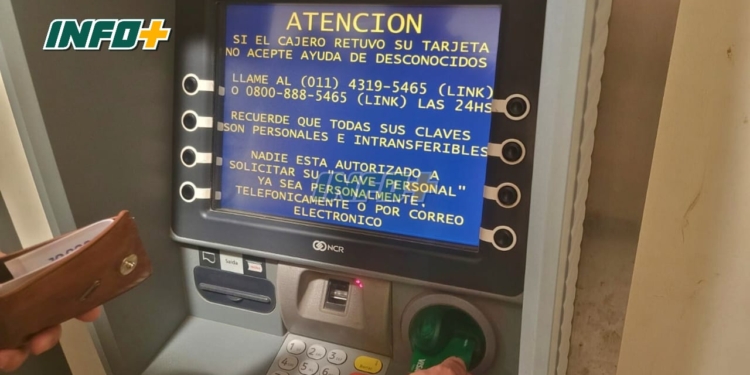 INFO+
ATENCION
SI EL CAJERO RETUVO SU TARJETA
NO ACEPTE AYUDA DE DESCONOCIDOS
LLAME AL (011) 4319-5465 (LINK)
O 0800-888-5465 (LINK) LAS 24HS
RECUERDE QUE TODAS SUS CLAVES
SON PERSONALES E INTRANSFERIBLES
NADIE ESTA AUTORIZADO A
SOLICITAR SU "CLAVE PERSONAL"
YA SEA PERSONALMENTE,
TELEFONICAMENTE O POR CORREO
ELECTRONICO
INFO+
NCR